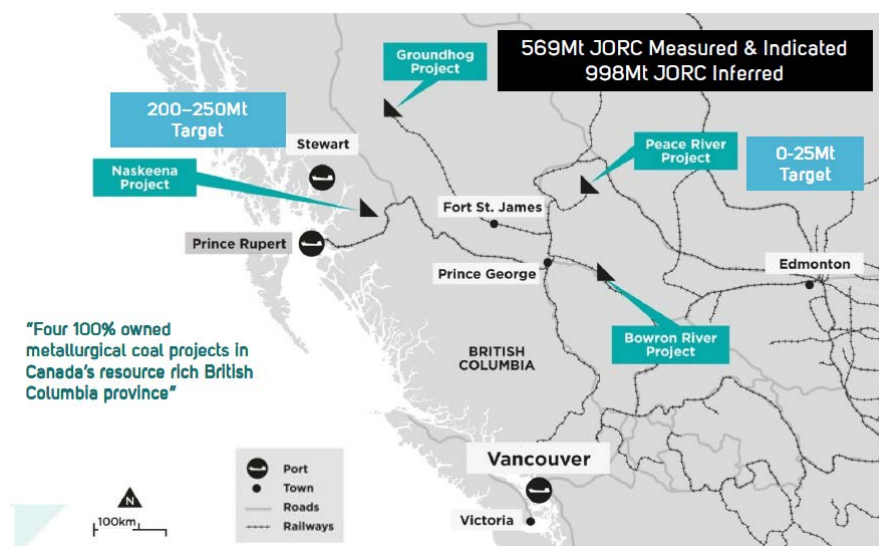 Groundhog
Project
569Mt JORC Measured & Indicated
998Mt JORC Inferred
200–250Mt
Target
Stewart
Naskeena
Project
Peace River
Project
0-25Mt
Target
Fort St. James
Prince Rupert
Prince George
Edmonton
Bowron River
Project
"Four 100% owned
metallurgical coal projects in
Canada's resource rich British
Columbia province"
BRITISH
COLUMBIA
Vancouver
Victoria
Port
Town
Roads
Railways
N
100km